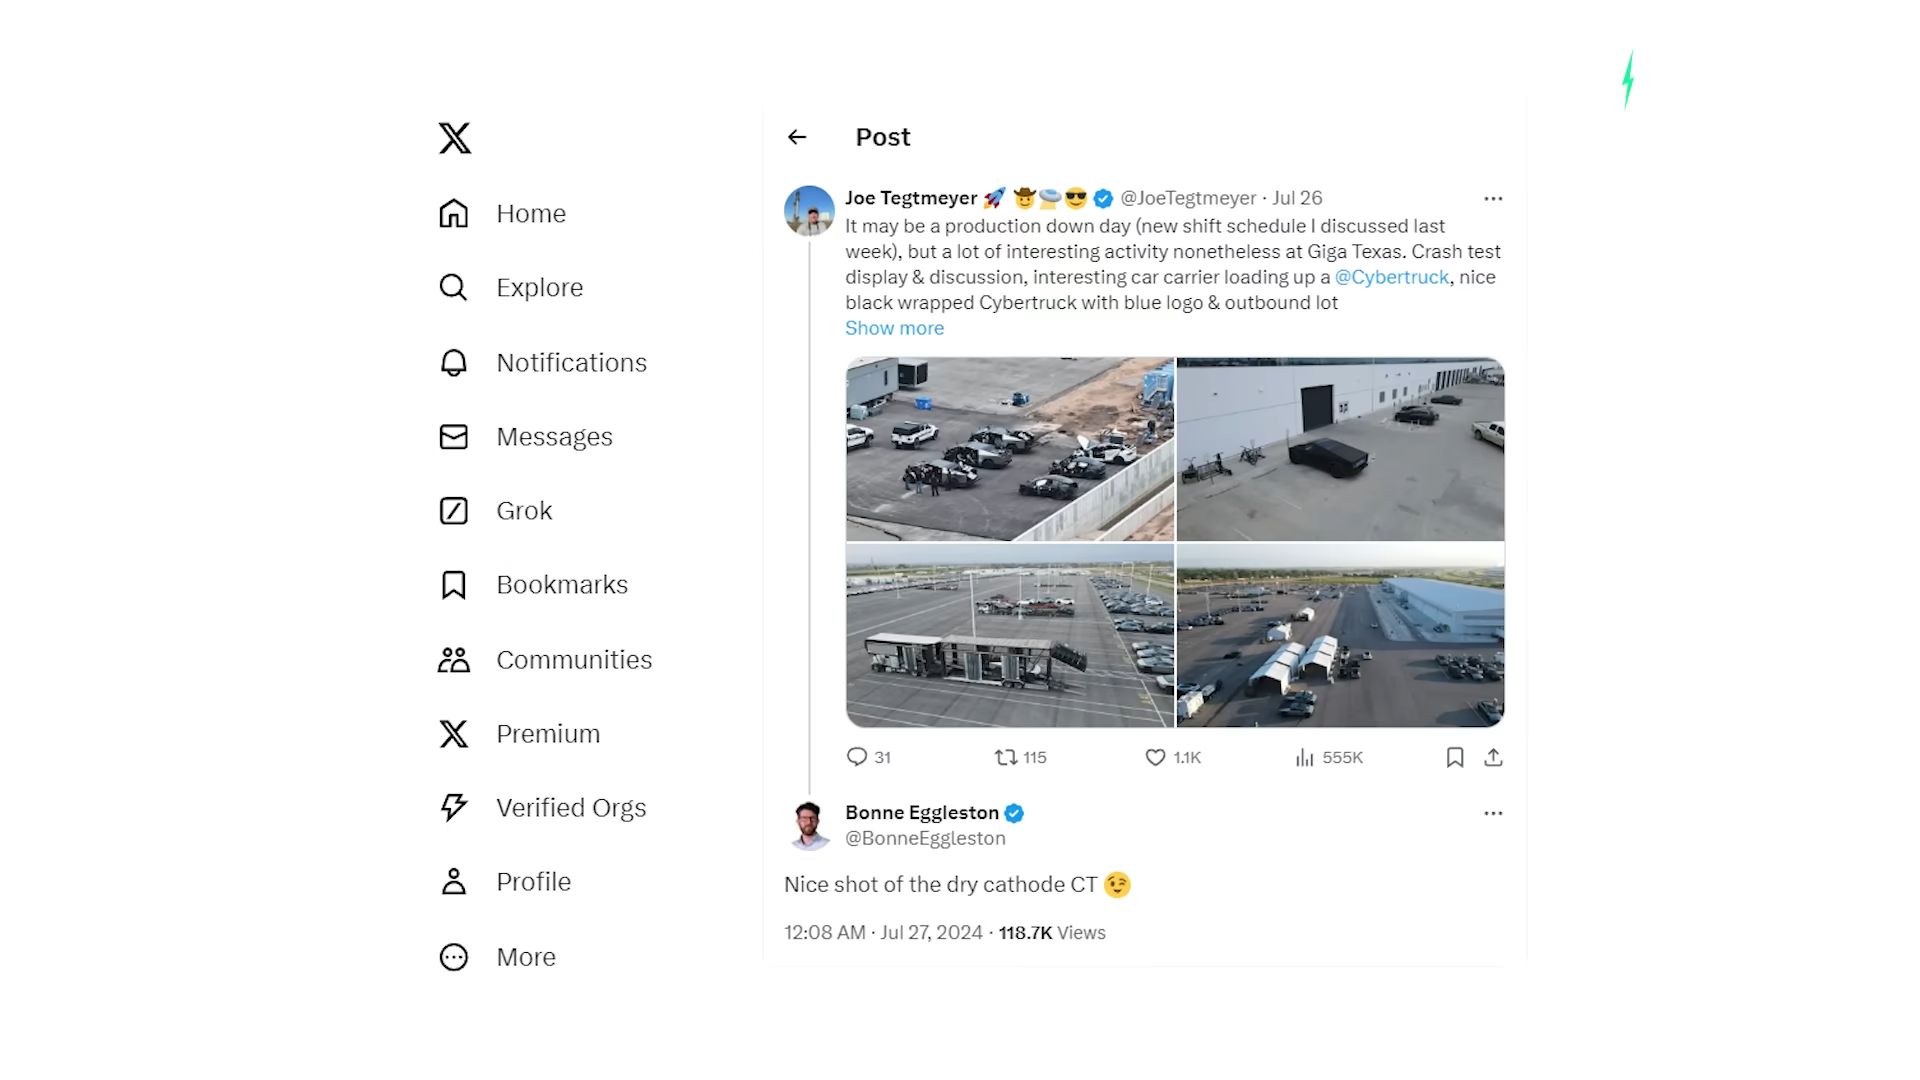 Home
Explore
Notifications
Messages
Grok
Bookmarks
Communities
Premium
Verified Orgs
Profile
More
Post
Joe Tegtmeyer 🚀 🤠🛸😎 @JoeTegtmeyer · Jul 26
It may be a production down day (new shift schedule I discussed last
week), but a lot of interesting activity nonetheless at Giga Texas. Crash test
display & discussion, interesting car carrier loading up a @Cybertruck, nice
black wrapped Cybertruck with blue logo & outbound lot
Show more
31 115 1.1K 555K
Bonne Eggleston
@BonneEggleston
Nice shot of the dry cathode CT 😉
12:08 AM · Jul 27, 2024 · 118.7K Views